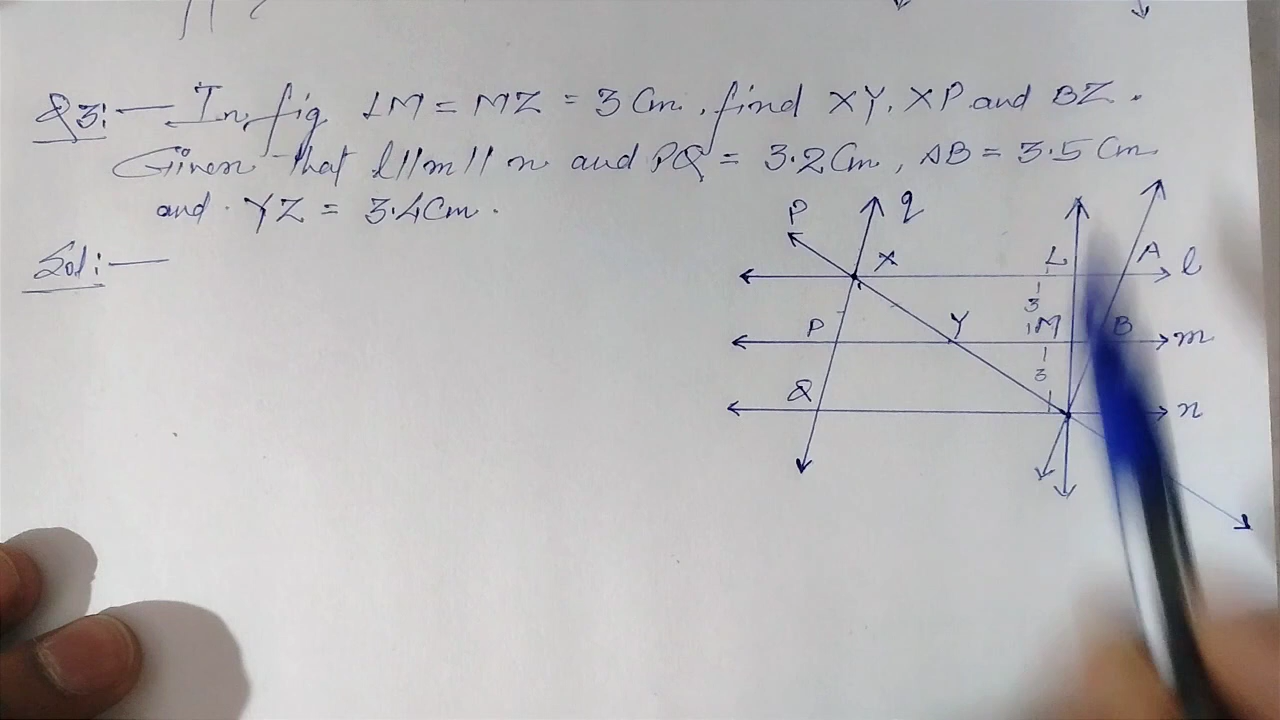 Q3:- In fig LM = MZ = 3 Cm, find XY, XP and BZ.
Given that l||m||n and PQ = 3.2 Cm, AB = 3.5 Cm
and YZ = 3.4 Cm.
Sol:-
P q
X L A l
3
P Y M B m
3
Q n